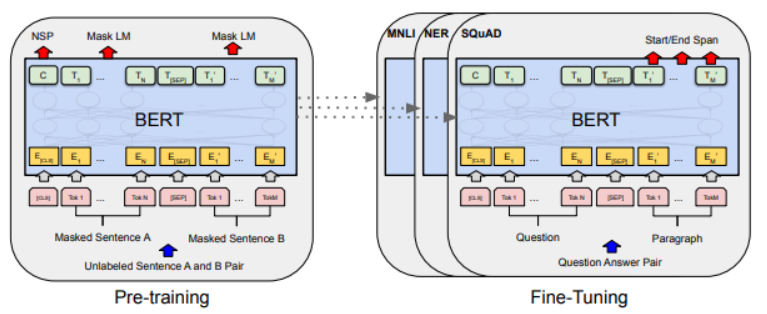 NSP Mask LM Mask LM
C T1 ... TN T[SEP] T1' ... TM'
BERT
E[CLS] E1 ... EN E[SEP] E1' ... EM'
[CLS] Tok 1 ... Tok N [SEP] Tok 1 ... TokM
Masked Sentence A Masked Sentence B
Unlabeled Sentence A and B Pair
Pre-training
MNLI NER SQuAD
Start/End Span
C T1 ... TN T[SEP] T1' ... TM'
BERT
E[CLS] E1 ... EN E[SEP] E1' ... EM'
[CLS] Tok 1 ... Tok N [SEP] Tok 1 ... TokM
Question Paragraph
Question Answer Pair
Fine-Tuning